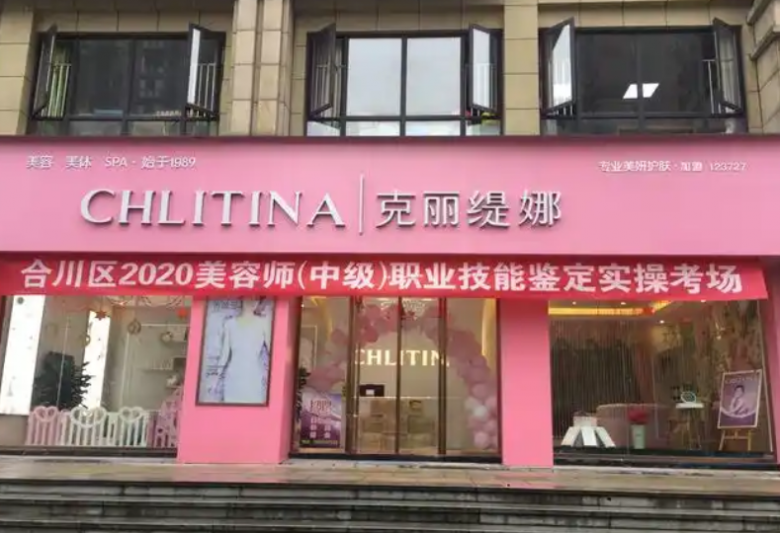 美容 美体 SPA·始于1989
专业美妍护肤·加盟 123727
CHLITINA 克丽缇娜
合川区2020美容师(中级)职业技能鉴定实操考场
CHLITIN
CHLITINA